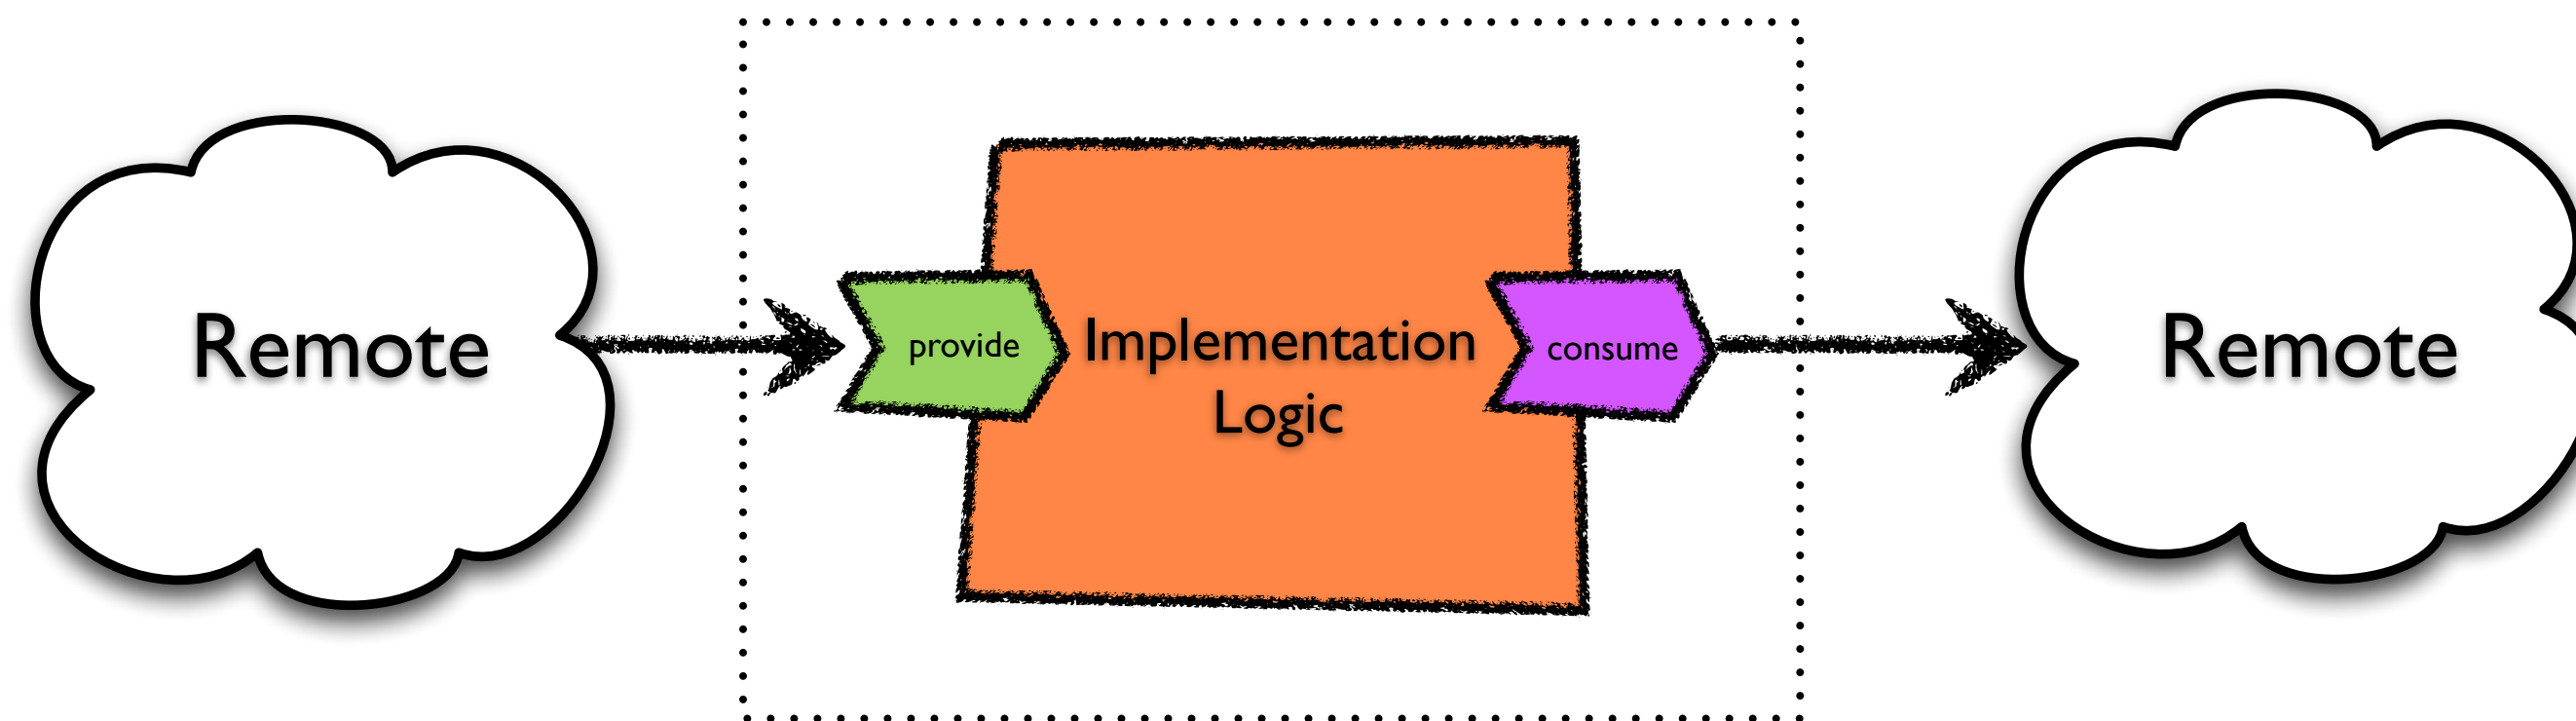 Remote
provide
Implementation
Logic
consume
Remote